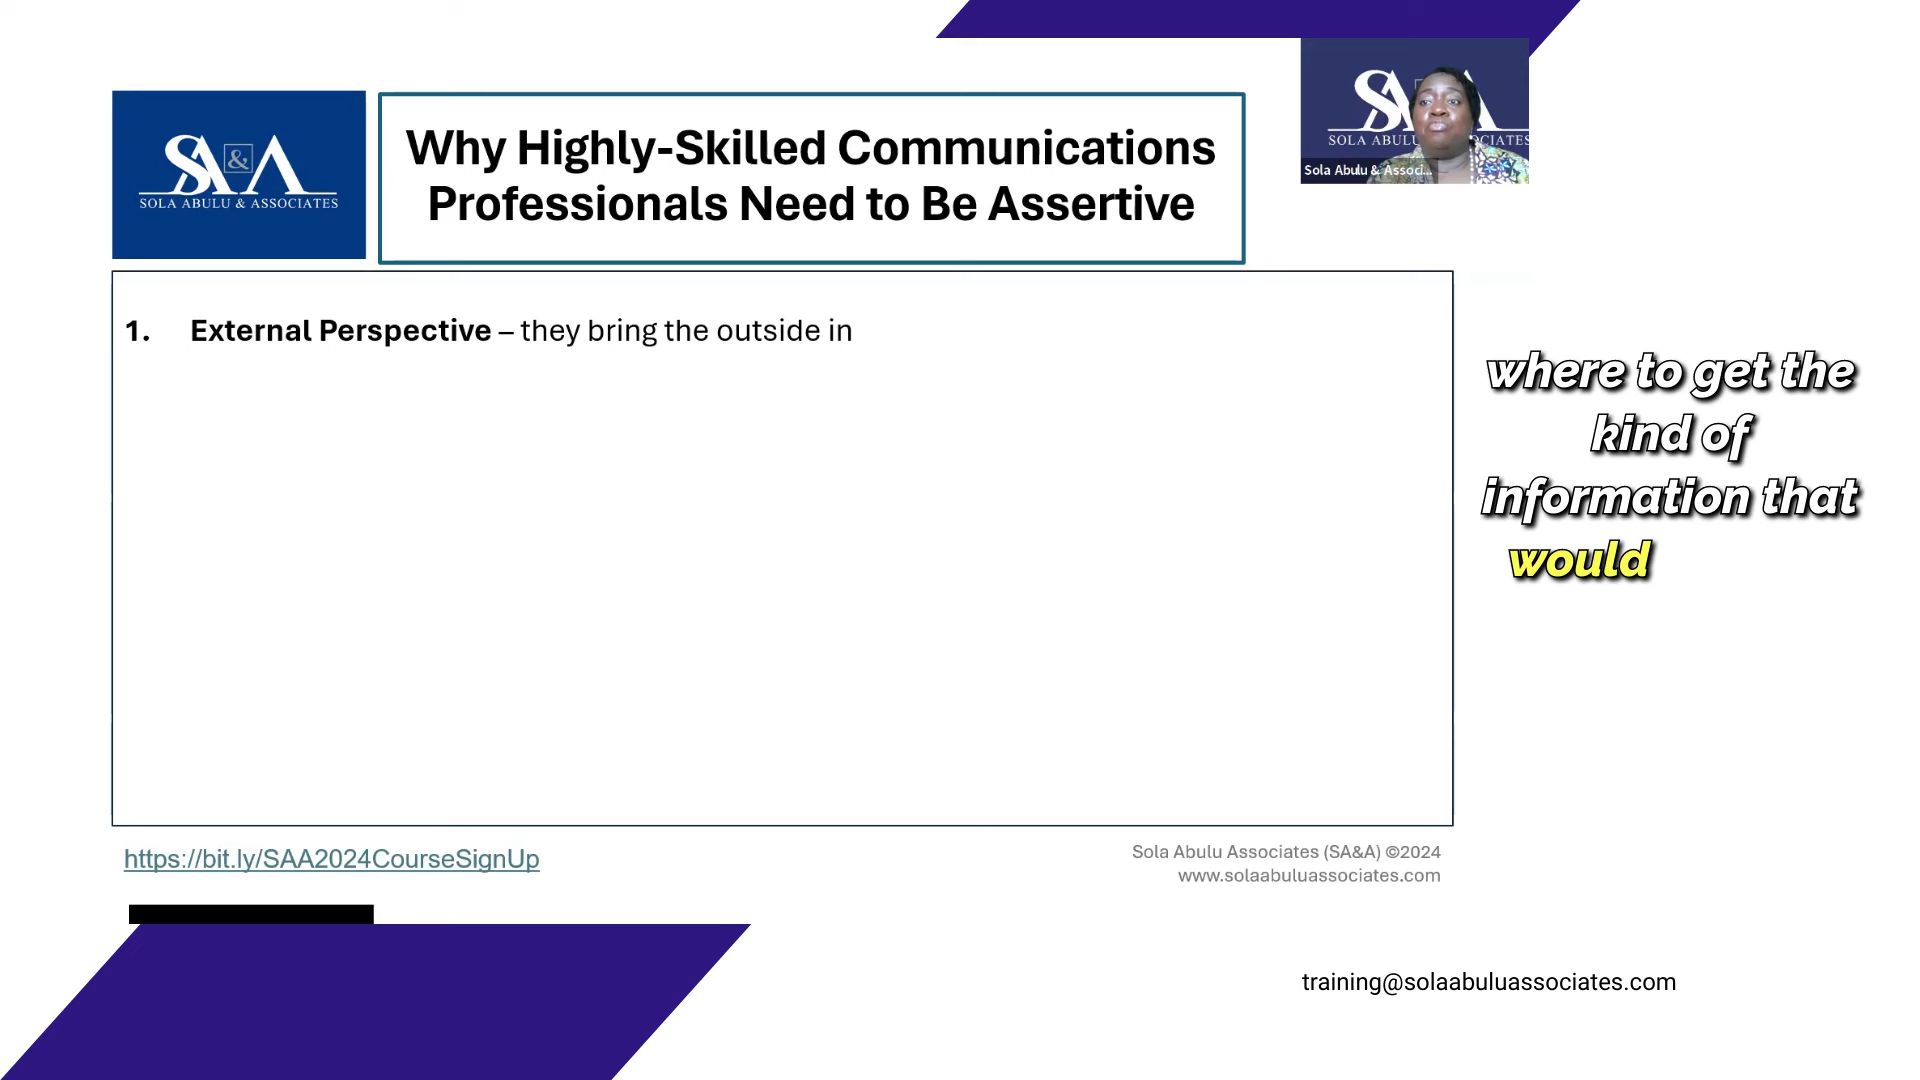 SA&A
SOLA ABULU & ASSOCIATES
Why Highly-Skilled Communications
Professionals Need to Be Assertive
SOLA ABULU
CIATES
Sola Abulu & Associ...
1. External Perspective – they bring the outside in
where to get the
kind of
information that
would
https://bit.ly/SAA2024CourseSignUp
Sola Abulu Associates (SA&A) ©2024
www.solaabuluassociates.com
training@solaabuluassociates.com